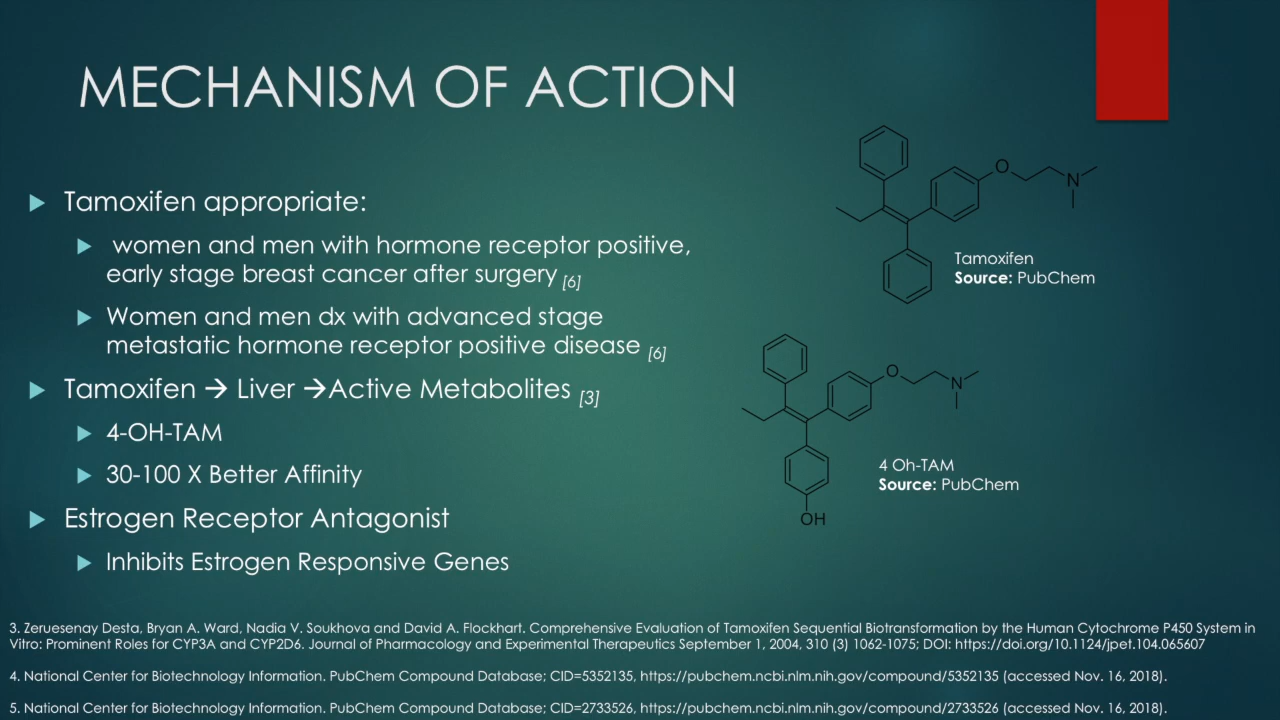 MECHANISM OF ACTION
Tamoxifen appropriate:
women and men with hormone receptor positive,
early stage breast cancer after surgery [6]
Women and men dx with advanced stage
metastatic hormone receptor positive disease [6]
Tamoxifen → Liver →Active Metabolites [3]
4-OH-TAM
30-100 X Better Affinity
Estrogen Receptor Antagonist
Inhibits Estrogen Responsive Genes
O
N
Tamoxifen
Source: PubChem
O
N
OH
4 Oh-TAM
Source: PubChem
3. Zeruesenay Desta, Bryan A. Ward, Nadia V. Soukhova and David A. Flockhart. Comprehensive Evaluation of Tamoxifen Sequential Biotransformation by the Human Cytochrome P450 System in
Vitro: Prominent Roles for CYP3A and CYP2D6. Journal of Pharmacology and Experimental Therapeutics September 1, 2004, 310 (3) 1062-1075; DOI: https://doi.org/10.1124/jpet.104.065607
4. National Center for Biotechnology Information. PubChem Compound Database; CID=5352135, https://pubchem.ncbi.nlm.nih.gov/compound/5352135 (accessed Nov. 16, 2018).
5. National Center for Biotechnology Information. PubChem Compound Database; CID=2733526, https://pubchem.ncbi.nlm.nih.gov/compound/2733526 (accessed Nov. 16, 2018).